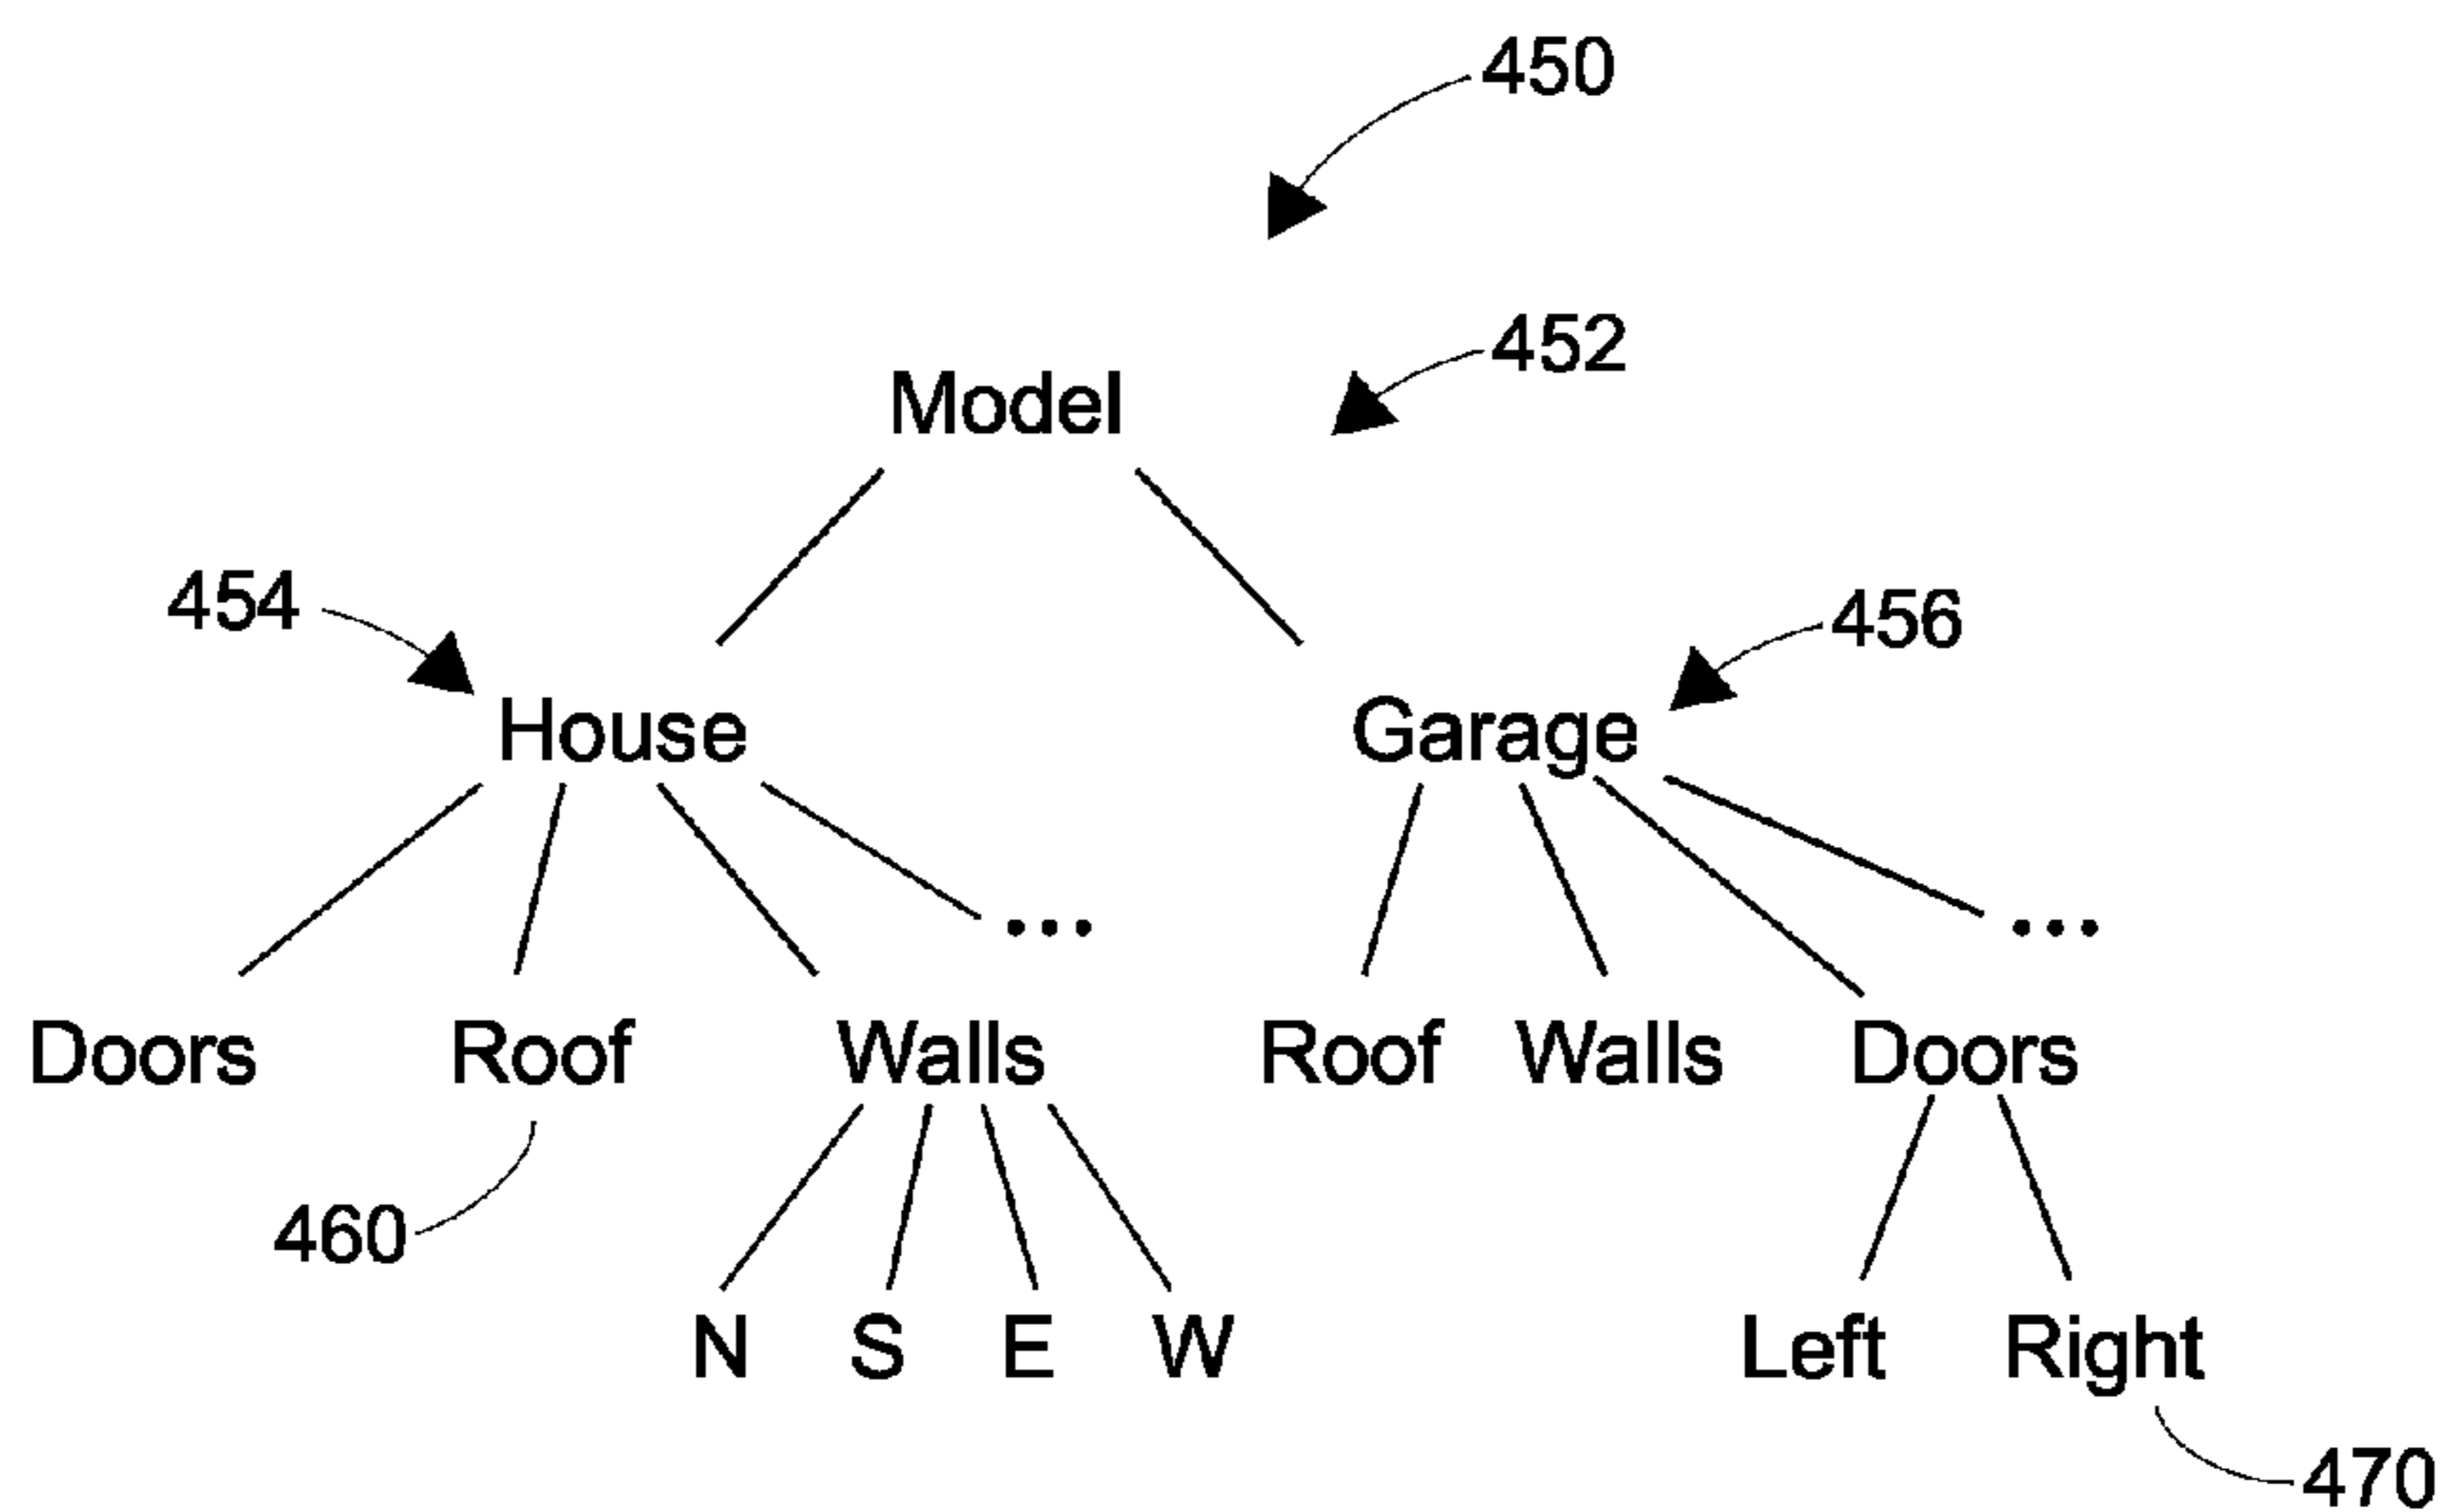 450
452
Model
454
456
House Garage
... ...
Doors Roof Walls Roof Walls Doors
460
N S E W Left Right
470